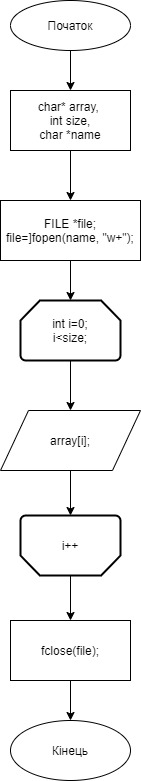 Початок
char* array,
int size,
char *name
FILE *file;
file=]fopen(name, "w+");
int i=0;
i<size;
array[i];
i++
fclose(file);
Кінець